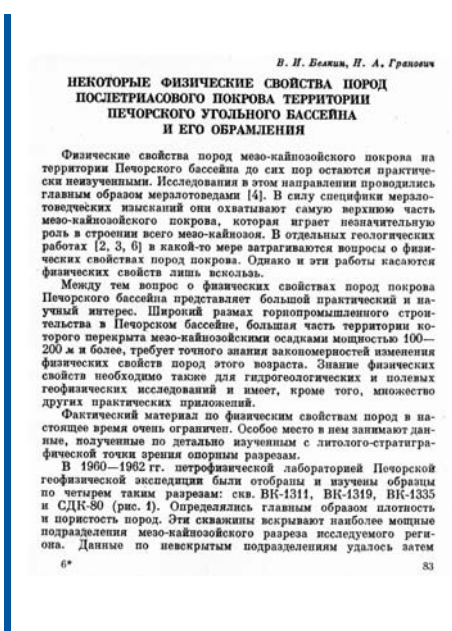 В. И. Белкин, И. А. Гранович
НЕКОТОРЫЕ ФИЗИЧЕСКИЕ СВОЙСТВА ПОРОД
ПОСЛЕТРИАСОВОГО ПОКРОВА ТЕРРИТОРИИ
ПЕЧОРСКОГО УГОЛЬНОГО БАССЕЙНА
И ЕГО ОБРАМЛЕНИЯ
Физические свойства пород мезо-кайнозойского покрова на
территории Печорского бассейна до сих пор остаются практиче-
ски неизученными. Исследования в этом направлении проводились
главным образом мерзлотоведами [4]. В силу специфики мерзло-
товедческих изысканий они охватывают самую верхнюю часть
мезо-кайнозойского покрова, которая играет незначительную
роль в строении всего мезо-кайнозоя. В отдельных геологических
работах [2, 3, 6] в какой-то мере затрагиваются вопросы о физи-
ческих свойствах пород покрова. Однако и эти работы касаются
физических свойств лишь вскользь.
Между тем вопрос о физических свойствах пород покрова
Печорского бассейна представляет большой практический и на-
учный интерес. Широкий размах горнопромышленного строи-
тельства в Печорском бассейне, большая часть территории ко-
торого перекрыта мезо-кайнозойскими осадками мощностью 100—
200 м и более, требует точного знания закономерностей изменения
физических свойств пород этого возраста. Знание физических
свойств необходимо также для гидрогеологических и полевых
геофизических исследований и имеет, кроме того, множество
других практических приложений.
Фактический материал по физическим свойствам пород в на-
стоящее время очень ограничен. Особое место в нем занимают дан-
ные, полученные по детально изученным с литолого-стратигра-
фической точки зрения опорным разрезам.
В 1960—1962 гг. петрофизической лабораторией Печорской
геофизической экспедиции были отобраны и изучены образцы
по четырем таким разрезам: скв. ВК-1311, ВК-1319, ВК-1335
и СДК-80 (рис. 1). Определялись главным образом плотность
и пористость пород. Эти скважины вскрывают наиболее мощные
подразделения мезо-кайнозойского разреза исследуемого реги-
она. Данные по невскрытым подразделениям удалось затем
6* 83